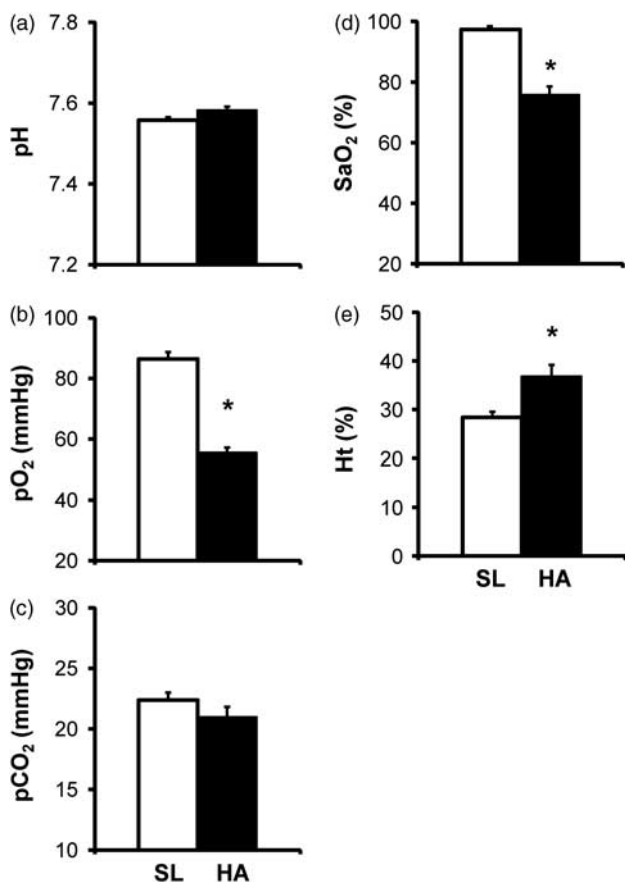 (a)
7.8
7.6
7.4
7.2
pH
(b)
100
80
60
40
20
pO₂ (mmHg)
*
(c)
30
25
20
15
10
pCO₂ (mmHg)
SL HA
(d)
100
80
60
40
20
SaO₂ (%)
*
(e)
50
40
30
20
10
0
Ht (%)
*
SL HA